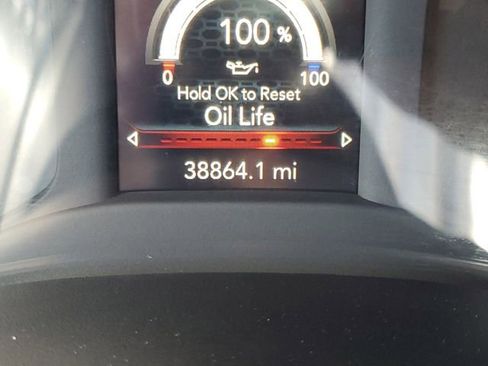 100 %
0 100
Hold OK to Reset
Oil Life
38864.1 mi